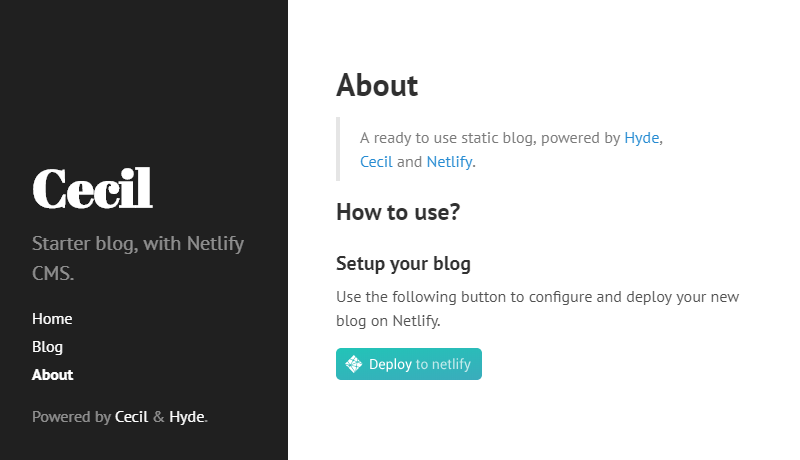 Cecil
Starter blog, with Netlify
CMS.
Home
Blog
About
Powered by Cecil & Hyde.
About
A ready to use static blog, powered by Hyde,
Cecil and Netlify.
How to use?
Setup your blog
Use the following button to configure and deploy your new
blog on Netlify.
Deploy to netlify